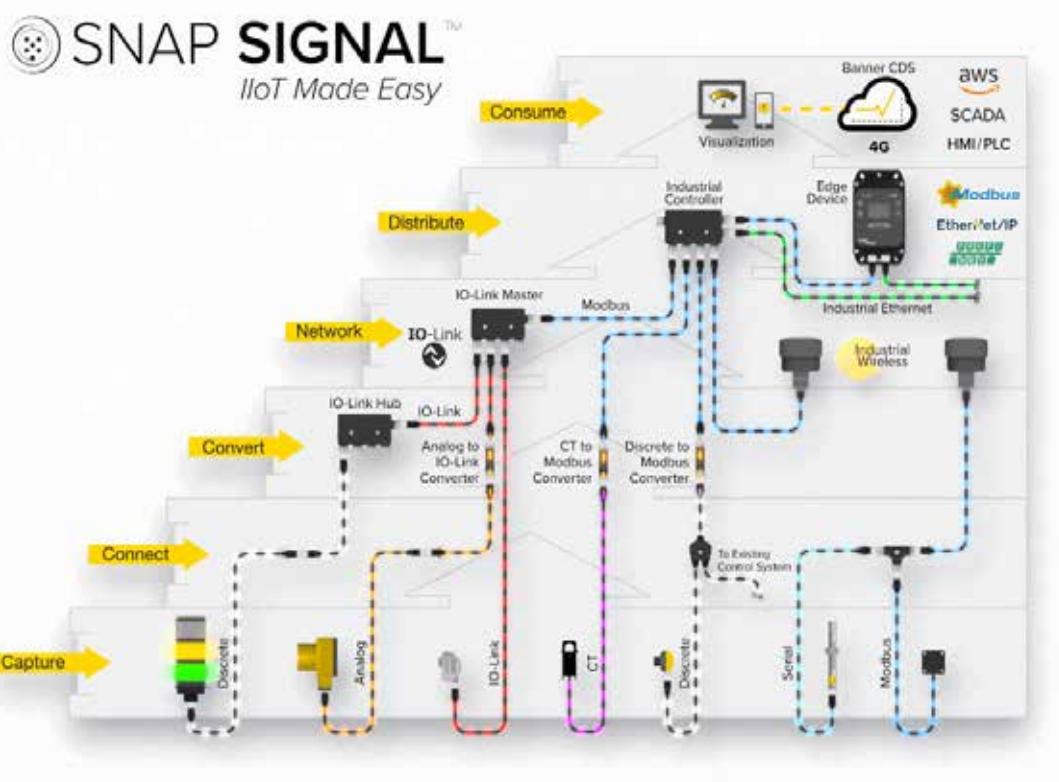 SNAP SIGNAL™
IIoT Made Easy
Consume
Visualization
Banner CDS
4G
aws
SCADA
HMI/PLC
Distribute
Industrial
Controller
Edge
Device
Modbus
EtherNet/IP
Industrial Ethernet
Network
IO-Link
IO-Link Master
Modbus
Industrial
Wireless
Convert
IO-Link Hub
IO-Link
Analog to
IO-Link
Converter
CT to
Modbus
Converter
Discrete to
Modbus
Converter
Connect
To Existing
Control System
Capture
Discrete
Analog
IO-Link
CT
Discrete
Serial
Modbus